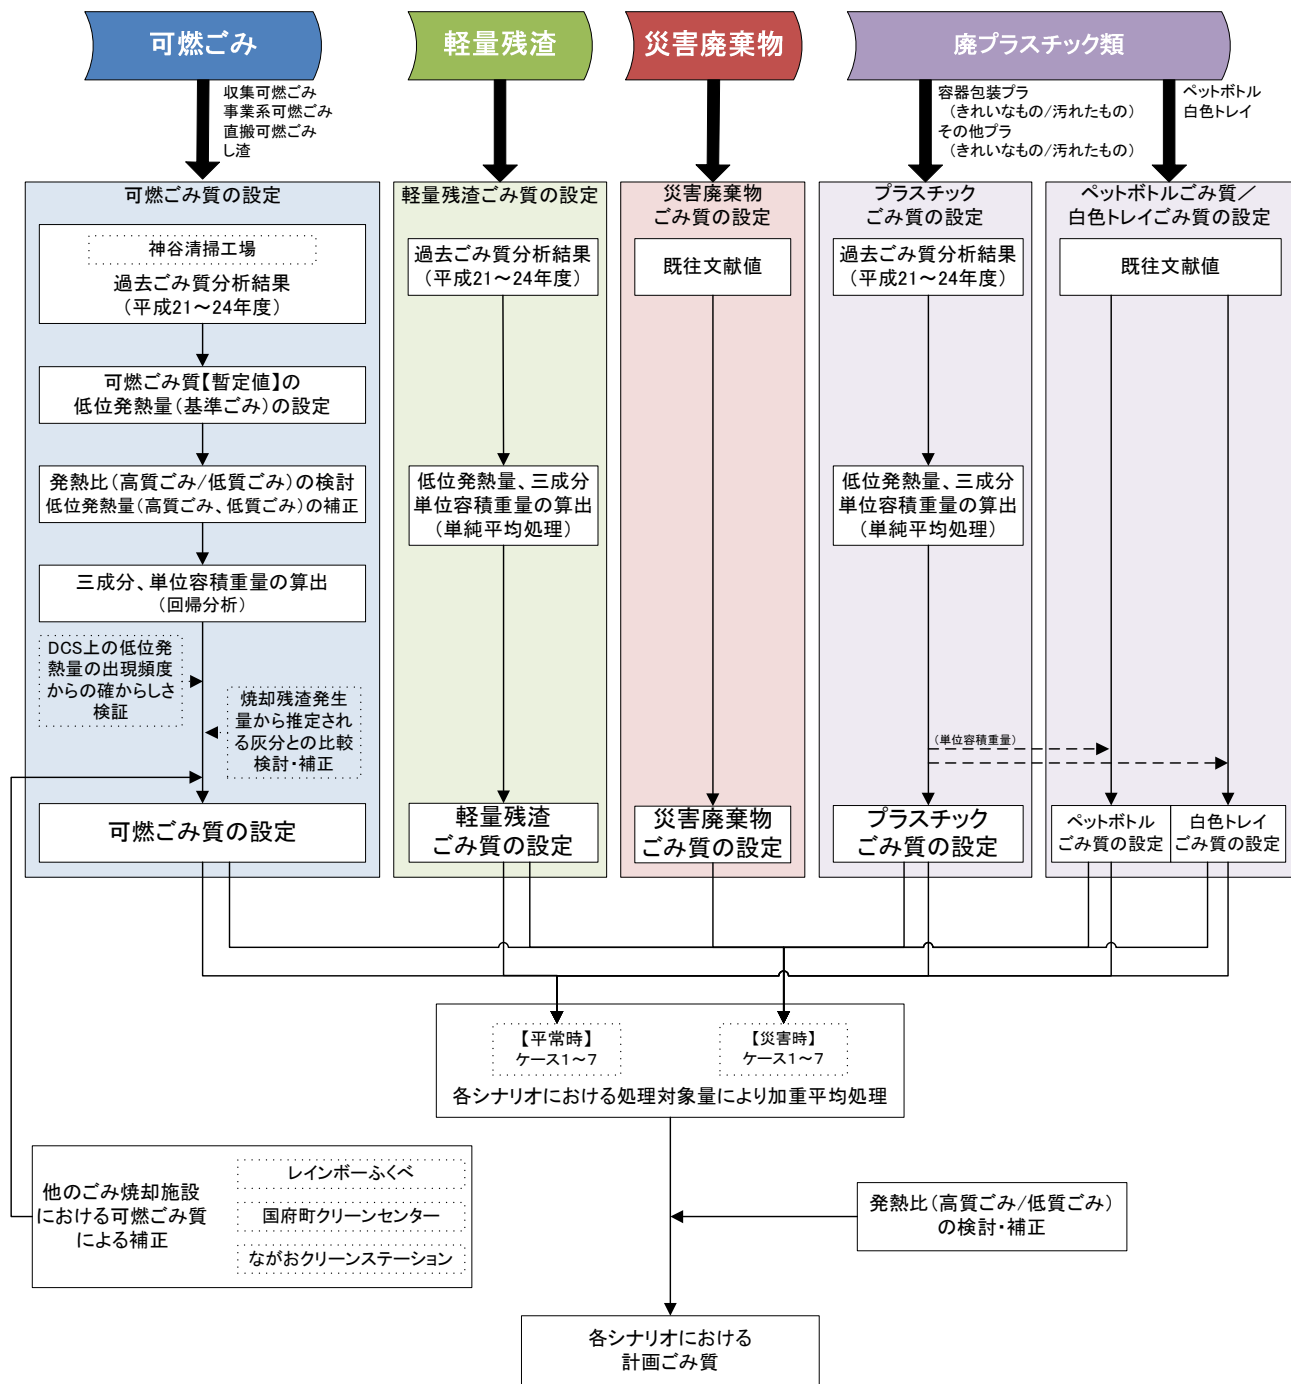 可燃ごみ
軽量残渣
災害廃棄物
廃プラスチック類
収集可燃ごみ
事業系可燃ごみ
直搬可燃ごみ
し渣
容器包装プラ
（きれいなもの/汚れたもの）
その他プラ
（きれいなもの/汚れたもの）
ペットボトル
白色トレイ
可燃ごみ質の設定
神谷清掃工場
過去ごみ質分析結果
（平成21～24年度）
可燃ごみ質【暫定値】の
低位発熱量（基準ごみ）の設定
発熱比（高質ごみ/低質ごみ）の検討
低位発熱量（高質ごみ、低質ごみ）の補正
三成分、単位容積重量の算出
（回帰分析）
DCS上の低位発
熱量の出現頻度
からの確からしさ
検証
焼却残渣発生
量から推定され
る灰分との比較
検討・補正
可燃ごみ質の設定
軽量残渣ごみ質の設定
過去ごみ質分析結果
（平成21～24年度）
低位発熱量、三成分
単位容積重量の算出
（単純平均処理）
軽量残渣
ごみ質の設定
災害廃棄物
ごみ質の設定
既往文献値
災害廃棄物
ごみ質の設定
プラスチック
ごみ質の設定
過去ごみ質分析結果
（平成21～24年度）
低位発熱量、三成分
単位容積重量の算出
（単純平均処理）
プラスチック
ごみ質の設定
ペットボトルごみ質／
白色トレイごみ質の設定
既往文献値
（単位容積重量）
ペットボトル
ごみ質の設定
白色トレイ
ごみ質の設定
【平常時】
ケース1～7
【災害時】
ケース1～7
各シナリオにおける処理対象量により加重平均処理
他のごみ焼却施設
における可燃ごみ質
による補正
レインボーふくべ
国府町クリーンセンター
ながおクリーンステーション
発熱比（高質ごみ/低質ごみ）
の検討・補正
各シナリオにおける
計画ごみ質